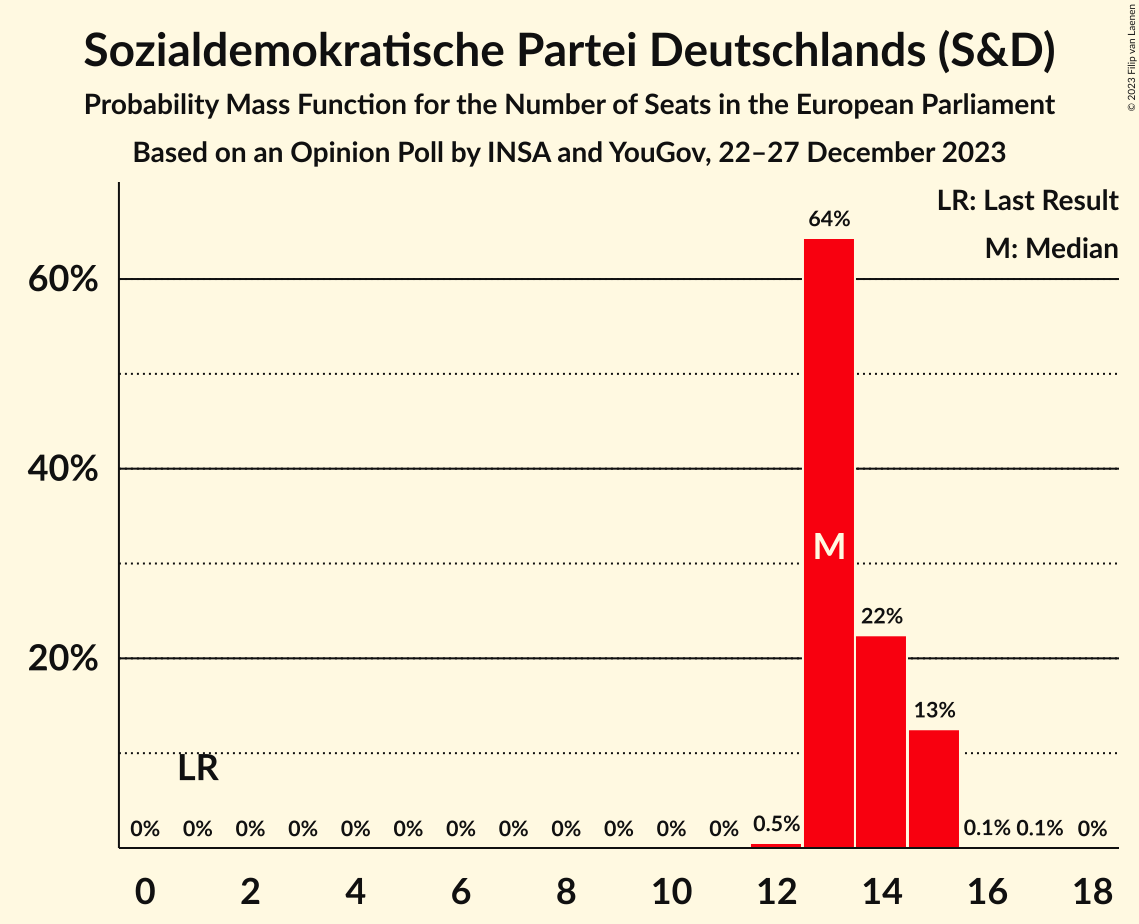 Sozialdemokratische Partei Deutschlands (S&D)
Probability Mass Function for the Number of Seats in the European Parliament
Based on an Opinion Poll by INSA and YouGov, 22–27 December 2023
© 2023 Filip van Laenen
LR: Last Result
M: Median
64%
60%
40%
M
22%
20%
13%
LR
0% 0% 0% 0% 0% 0% 0% 0% 0% 0% 0% 0% 0.5% 0.1% 0.1% 0%
0 2 4 6 8 10 12 14 16 18